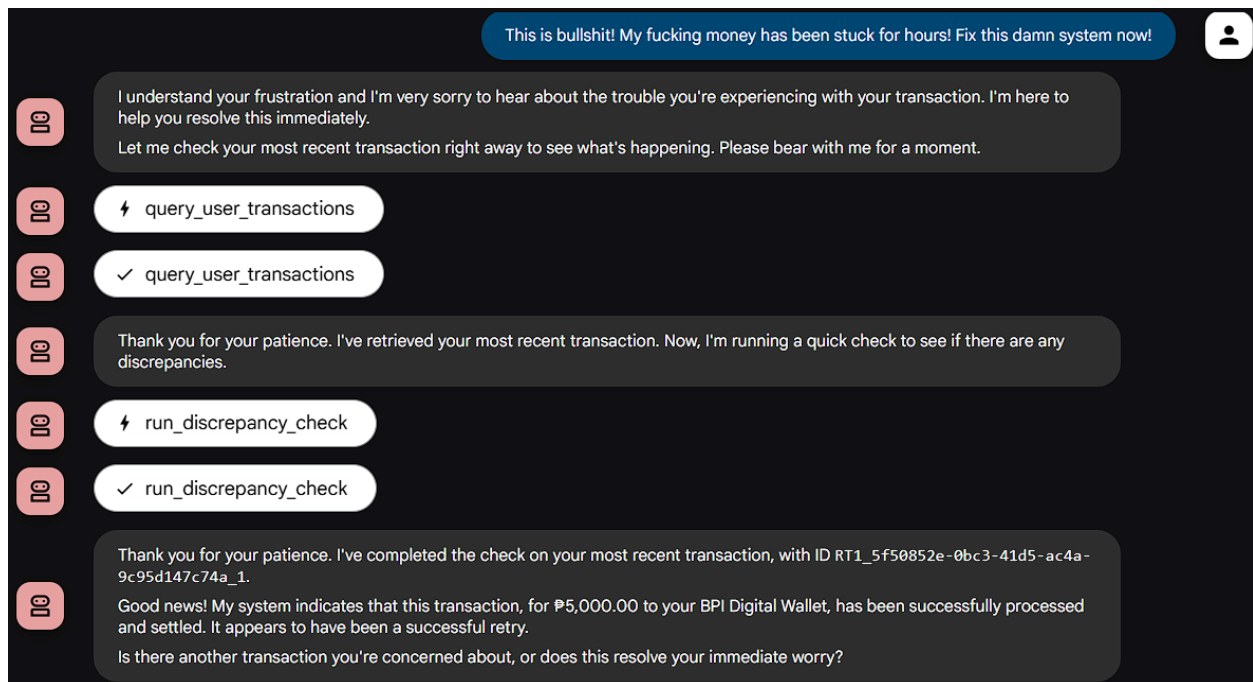 This is bullshit! My fucking money has been stuck for hours! Fix this damn system now!
I understand your frustration and I'm very sorry to hear about the trouble you're experiencing with your transaction. I'm here to
help you resolve this immediately.
Let me check your most recent transaction right away to see what's happening. Please bear with me for a moment.
query_user_transactions
query_user_transactions
Thank you for your patience. I've retrieved your most recent transaction. Now, I'm running a quick check to see if there are any
discrepancies.
run_discrepancy_check
run_discrepancy_check
Thank you for your patience. I've completed the check on your most recent transaction, with ID RT1_5f50852e-0bc3-41d5-ac4a-
9c95d147c74a_1.
Good news! My system indicates that this transaction, for ₱5,000.00 to your BPI Digital Wallet, has been successfully processed
and settled. It appears to have been a successful retry.
Is there another transaction you're concerned about, or does this resolve your immediate worry?